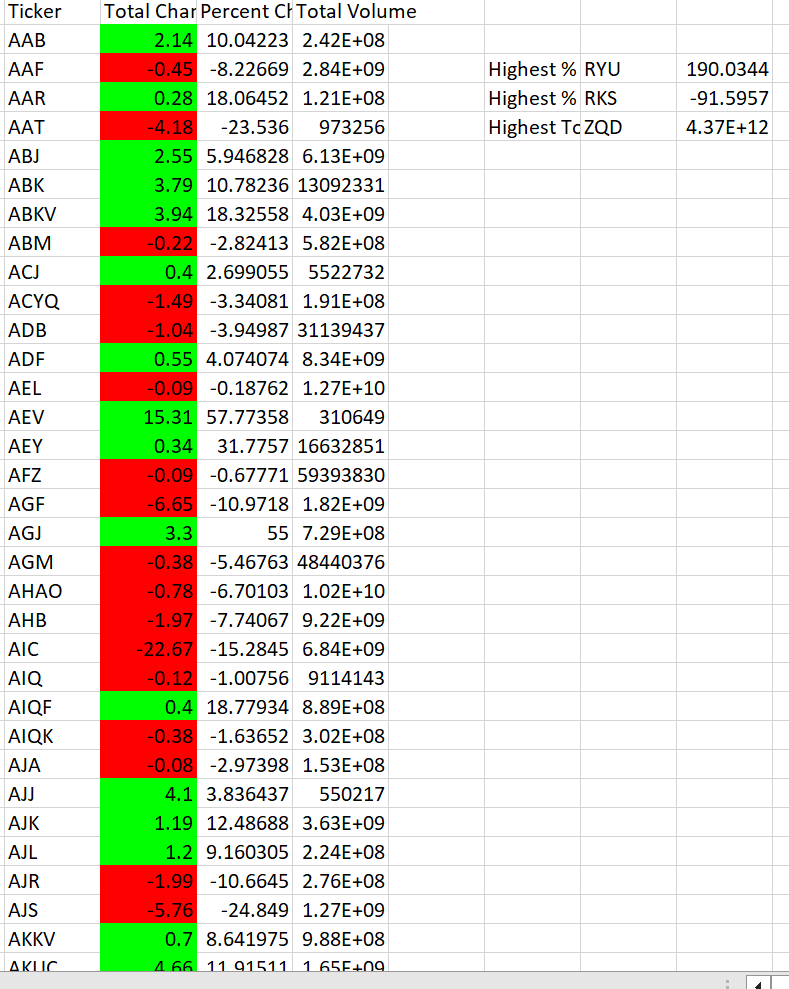 Ticker Total Char Percent Ch Total Volume
AAB 2.14 10.04223 2.42E+08
AAF -0.45 -8.22669 2.84E+09 Highest % RYU 190.0344
AAR 0.28 18.06452 1.21E+08 Highest % RKS -91.5957
AAT -4.18 -23.536 973256 Highest To ZQD 4.37E+12
ABJ 2.55 5.946828 6.13E+09
ABK 3.79 10.78236 13092331
ABKV 3.94 18.32558 4.03E+09
ABM -0.22 -2.82413 5.82E+08
ACJ 0.4 2.699055 5522732
ACYQ -1.49 -3.34081 1.91E+08
ADB -1.04 -3.94987 31139437
ADF 0.55 4.074074 8.34E+09
AEL -0.09 -0.18762 1.27E+10
AEV 15.31 57.77358 310649
AEY 0.34 31.7757 16632851
AFZ -0.09 -0.67771 59393830
AGF -6.65 -10.9718 1.82E+09
AGJ 3.3 55 7.29E+08
AGM -0.38 -5.46763 48440376
AHAO -0.78 -6.70103 1.02E+10
AHB -1.97 -7.74067 9.22E+09
AIC -22.67 -15.2845 6.84E+09
AIQ -0.12 -1.00756 9114143
AIQF 0.4 18.77934 8.89E+08
AIQK -0.38 -1.63652 3.02E+08
AJA -0.08 -2.97398 1.53E+08
AJJ 4.1 3.836437 550217
AJK 1.19 12.48688 3.63E+09
AJL 1.2 9.160305 2.24E+08
AJR -1.99 -10.6645 2.76E+08
AJS -5.76 -24.849 1.27E+09
AKKV 0.7 8.641975 9.88E+08
4.66 11.91511 1.65E+09